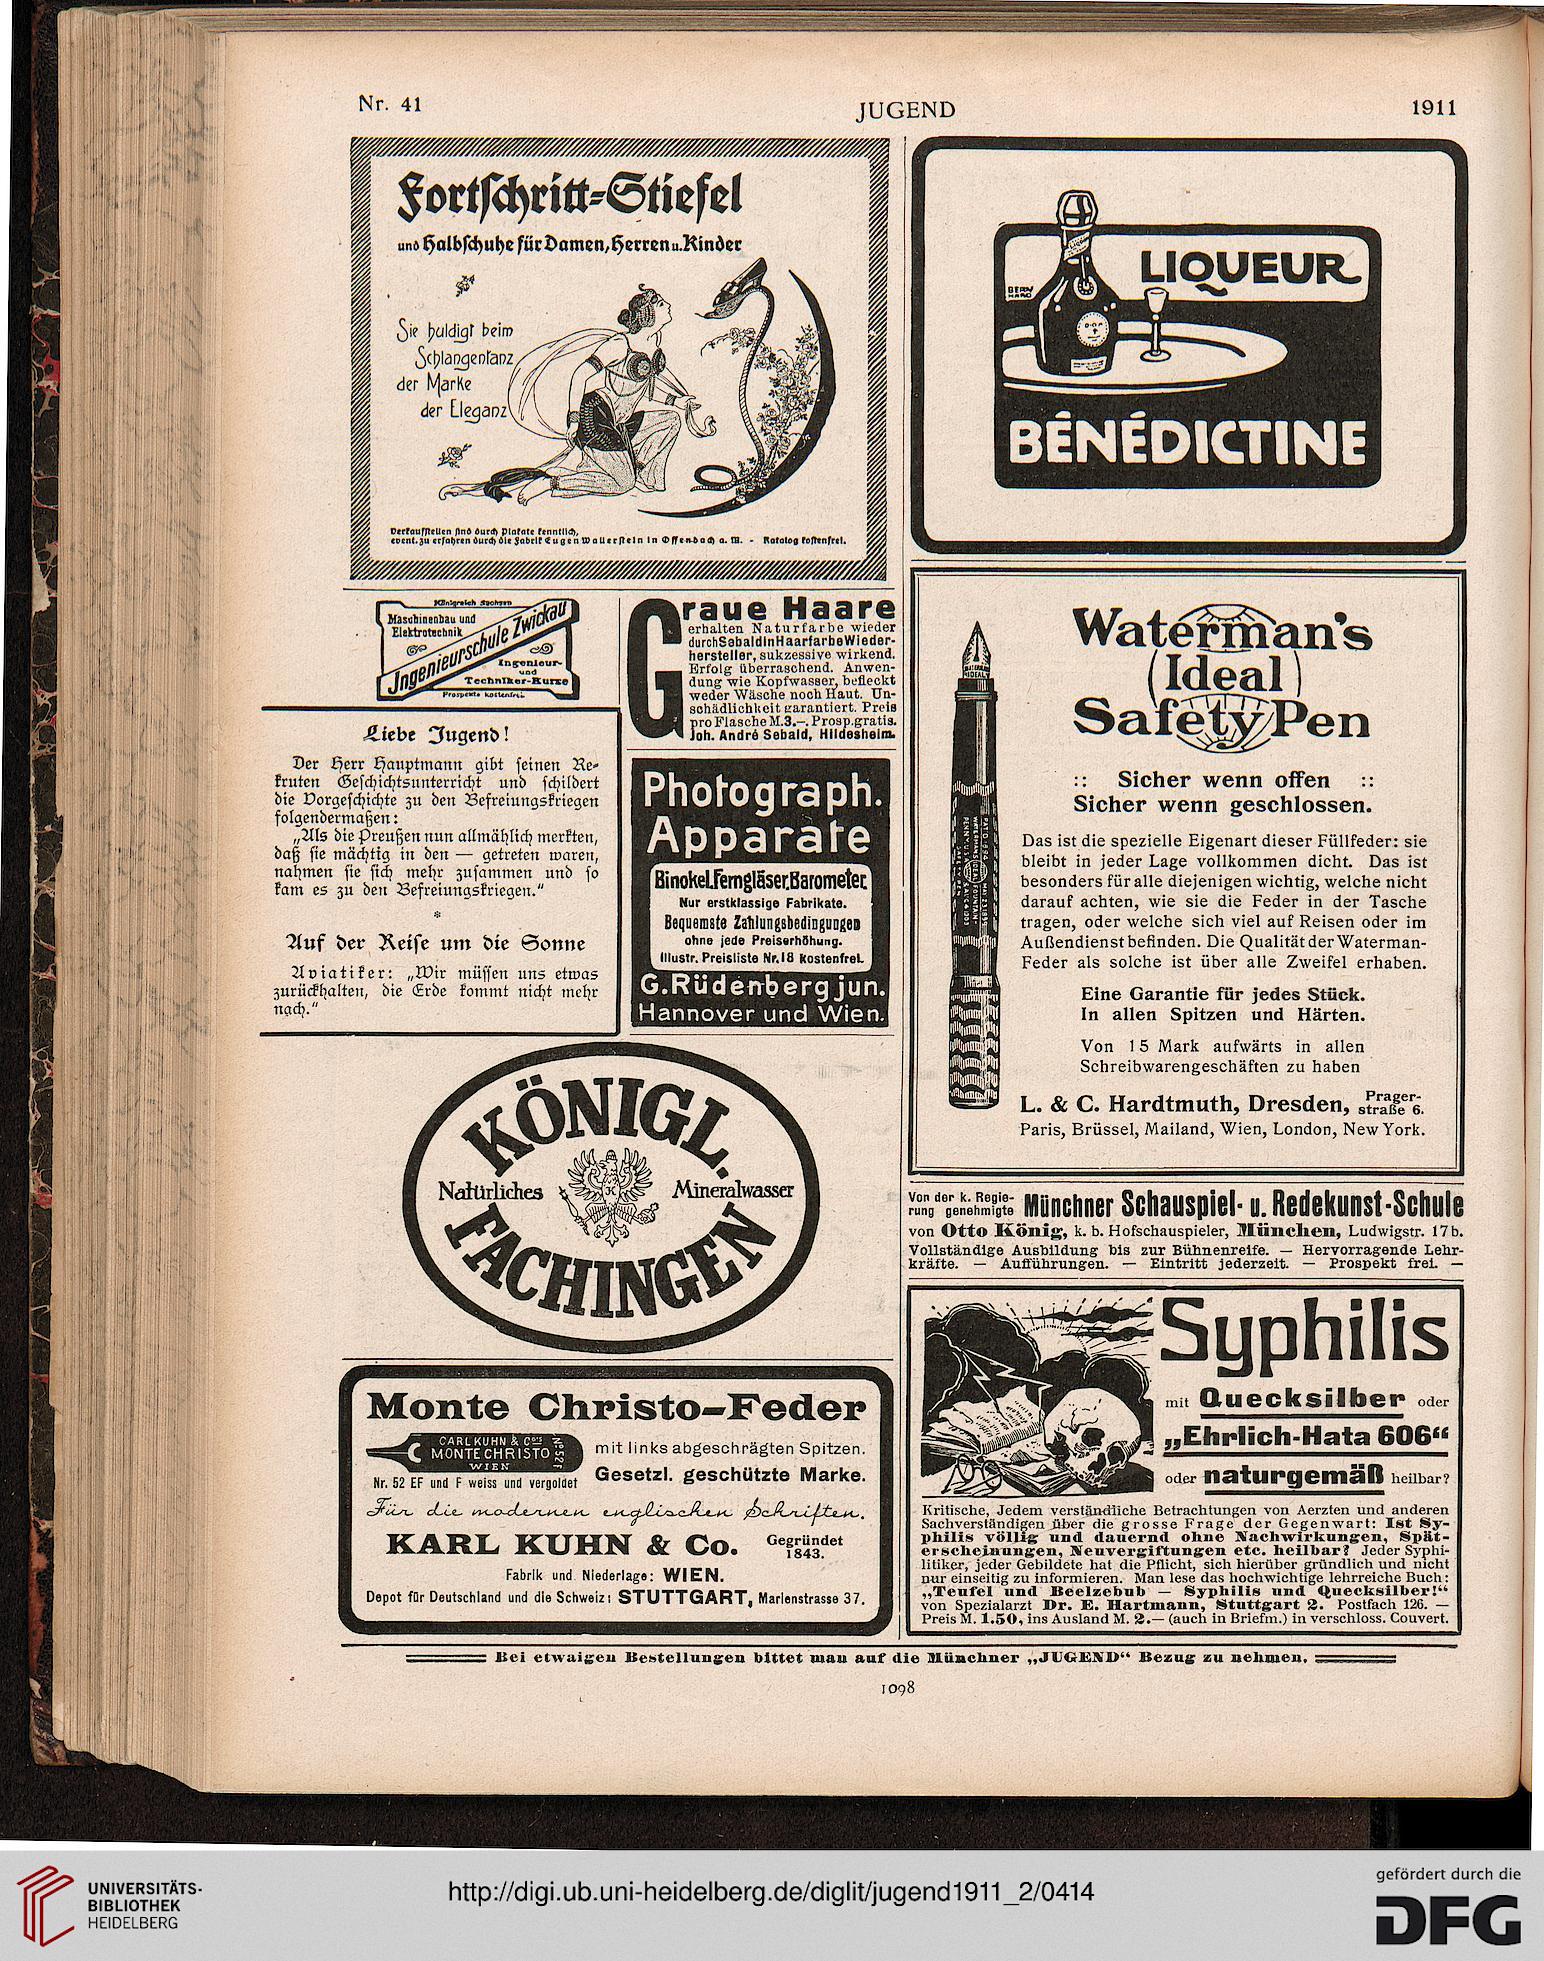 Nr. 41
JUGEND
1911
Fortschritt-Stiefel
und Halbschuhe für Damen, Herren u. Kinder
Sie huldigt beim
Schlangentanz
der Marke
der Eleganz
Verkaufstellen sind durch Plakate kenntlich,
event. zu erfahren durch die Fabrik Eugen Wallerstein in Offenbach a. M. - Katalog kostenfrei.
BERN
HARD
LIQUEUR
BÉNÉDICTINE
Königreich Sachsen
Maschinenbau und
Elektrotechnik
Ingenieurschule Zwickau
Ingenieur-
und
Techniker-Kurse
Prospekte kostenfrei.
Liebe Jugend!
Der Herr Hauptmann gibt seinen Re-
kruten Geschichtsunterricht und schildert
die Vorgeschichte zu den Befreiungskriegen
folgendermaßen:
„Als die Preußen nun allmählich merkten,
daß sie mächtig in den — getreten waren,
nahmen sie sich mehr zusammen und so
kam es zu den Befreiungskriegen."
*
Auf der Reise um die Sonne
Aviatiker: „Wir müssen uns etwas
zurückhalten, die Erde kommt nicht mehr
nach."
Graue Haare
erhalten Naturfarbe wieder
durch SebaldinHaarfarbeWieder-
hersteller, sukzessive wirkend.
Erfolg überraschend. Anwen-
dung wie Kopfwasser, befleckt
weder Wäsche noch Haut. Un-
schädlichkeit garantiert. Preis
pro Flasche M.3.—. Prosp. gratis.
Joh. André Sebald, Hildesheim.
Photograph.
Apparate
Binokel. Ferngläser, Barometer.
Nur erstklassige Fabrikate.
Bequemste Zahlungsbedingungen
ohne jede Preiserhöhung.
Illustr. Preisliste Nr. 18 kostenfrei.
G. Rüdenberg jun.
Hannover und Wien.
KÖNIGL.
Natürliches Mineralwasser
FACHINGEN
Monte Christo-Feder
CARL KUHN & Co's
MONTE CHRISTO
WIEN
No 52 F
mit links abgeschrägten Spitzen.
Nr. 52 EF und F weiss und vergoldet
Gesetzl. geschützte Marke.
Für die modernen englischen Schriften.
KARL KUHN & Co. Gegründet
1843.
Fabrik und Niederlage: WIEN.
Depot für Deutschland und die Schweiz: STUTTGART, Marienstrasse 37.
Waterman's
Ideal
Safety Pen
:: Sicher wenn offen ::
Sicher wenn geschlossen.
Das ist die spezielle Eigenart dieser Füllfeder: sie
bleibt in jeder Lage vollkommen dicht. Das ist
besonders für alle diejenigen wichtig, welche nicht
darauf achten, wie sie die Feder in der Tasche
tragen, oder welche sich viel auf Reisen oder im
Außendienst befinden. Die Qualität der Waterman-
Feder als solche ist über alle Zweifel erhaben.
Eine Garantie für jedes Stück.
In allen Spitzen und Härten.
Von 15 Mark aufwärts in allen
Schreibwarengeschäften zu haben
L. & C. Hardtmuth, Dresden, Prager-
straße 6.
Paris, Brüssel, Mailand, Wien, London, New York.
Von der k. Regie-
rung genehmigte Münchner Schauspiel- u. Redekunst-Schule
von Otto König, k. b. Hofschauspieler, München, Ludwigstr. 17b.
Vollständige Ausbildung bis zur Bühnenreife. — Hervorragende Lehr-
kräfte. — Aufführungen. — Eintritt jederzeit. — Prospekt frei. —
Syphilis
mit Quecksilber oder
„Ehrlich-Hata 606“
oder naturgemäß heilbar?
Kritische, Jedem verständliche Betrachtungen von Aerzten und anderen
Sachverständigen über die grosse Frage der Gegenwart: Ist Sy-
philis völlig und dauernd ohne Nachwirkungen, Spät-
erscheinungen, Neuvergiftungen etc. heilbar? Jeder Syphi-
litiker, jeder Gebildete hat die Pflicht, sich hierüber gründlich und nicht
nur einseitig zu informieren. Man lese das hochwichtige lehrreiche Buch:
„Teufel und Beelzebub — Syphilis und Quecksilber!“
von Spezialarzt Dr. E. Hartmann, Stuttgart 2. Postfach 126. —
Preis M. 1.50, ins Ausland M. 2.— (auch in Briefm.) in verschloss. Couvert.
Bei etwaigen Bestellungen bittet man auf die Münchner „JUGEND“ Bezug zu nehmen.
1098
UNIVERSITÄTS-
BIBLIOTHEK
HEIDELBERG
http://digi.ub.uni-heidelberg.de/diglit/jugend1911_2/0414
gefördert durch die
DFG